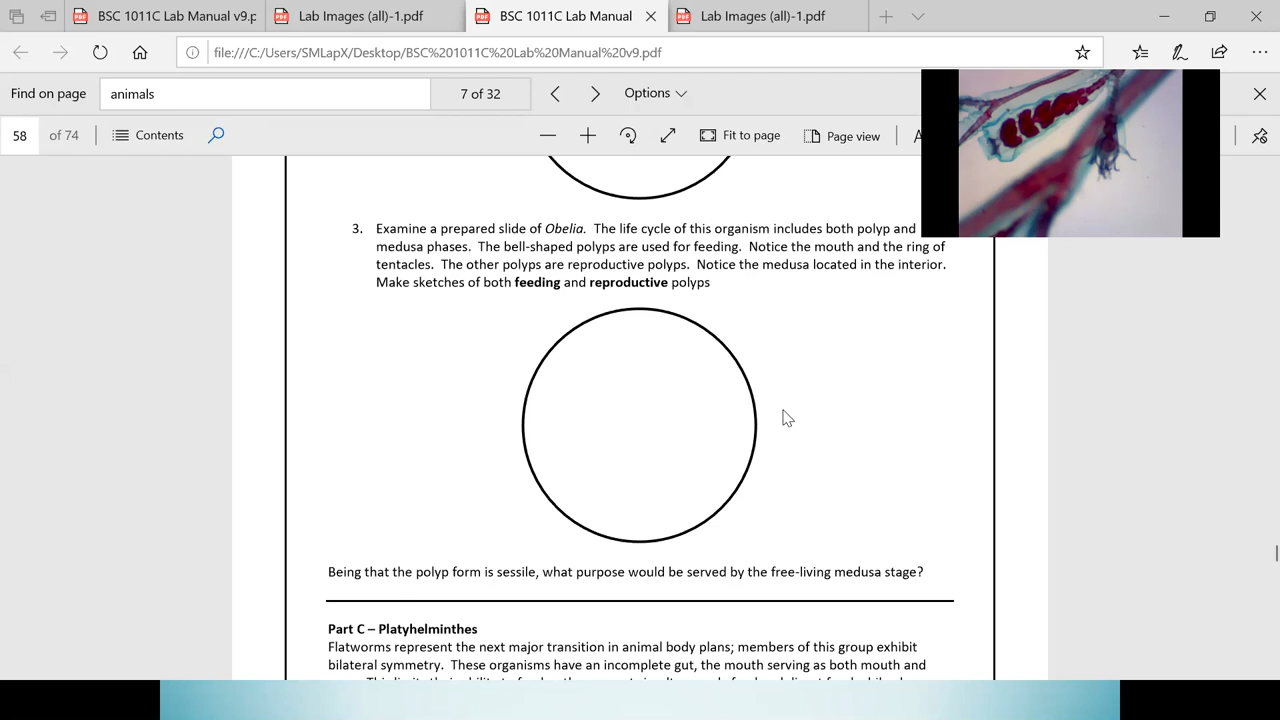 BSC 1011C Lab Manual v9.p
Lab Images (all)-1.pdf
BSC 1011C Lab Manual
Lab Images (all)-1.pdf
file:///C:/Users/SMLapX/Desktop/BSC%201011C%20Lab%20Manual%20v9.pdf
Find on page
animals
7 of 32
Options
58 of 74
Contents
Fit to page
Page view
3. Examine a prepared slide of Obelia. The life cycle of this organism includes both polyp and
medusa phases. The bell-shaped polyps are used for feeding. Notice the mouth and the ring of
tentacles. The other polyps are reproductive polyps. Notice the medusa located in the interior.
Make sketches of both feeding and reproductive polyps
Being that the polyp form is sessile, what purpose would be served by the free-living medusa stage?
Part C – Platyhelminthes
Flatworms represent the next major transition in animal body plans; members of this group exhibit
bilateral symmetry. These organisms have an incomplete gut, the mouth serving as both mouth and